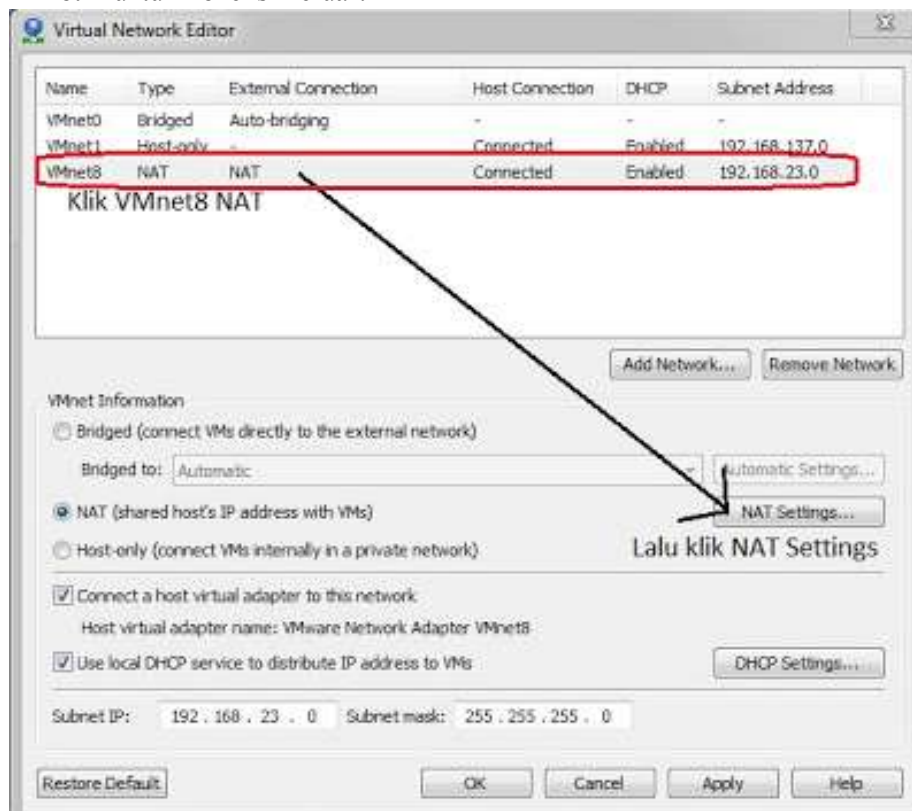 Virtual Network Editor
Name Type External Connection Host Connection DHCP Subnet Address
VMnet0 Bridged Auto-bridging - - -
VMnet1 Host-only - Connected Enabled 192.168.137.0
VMnet8 NAT NAT Connected Enabled 192.168.23.0
Klik VMnet8 NAT
Add Network... Remove Network
VMnet Information
Bridged (connect VMs directly to the external network)
Bridged to: Automatic Automatic Settings...
NAT (shared host's IP address with VMs) NAT Settings...
Host-only (connect VMs internally in a private network) Lalu klik NAT Settings
Connect a host virtual adapter to this network
Host virtual adapter name: VMware Network Adapter VMnet8
Use local DHCP service to distribute IP address to VMs DHCP Settings...
Subnet IP: 192 . 168 . 23 . 0 Subnet mask: 255 . 255 . 255 . 0
Restore Default OK Cancel Apply Help